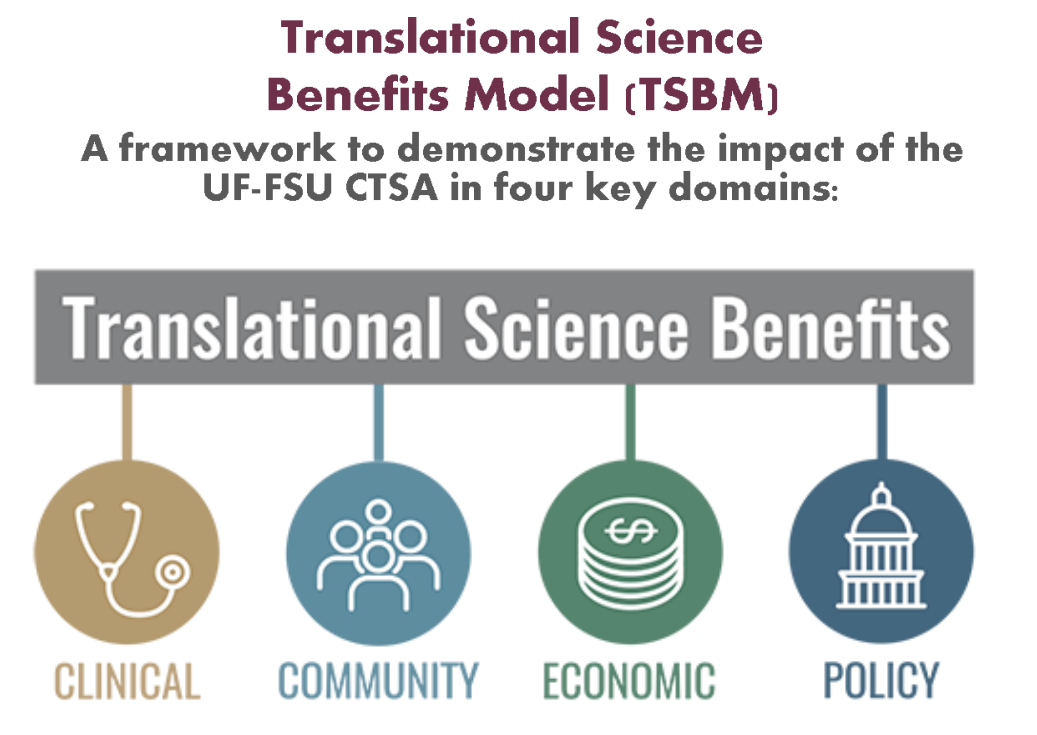 Translational Science
Benefits Model (TSBM)
A framework to demonstrate the impact of the
UF-FSU CTSA in four key domains:
Translational Science Benefits
$
CLINICAL
COMMUNITY
ECONOMIC
POLICY